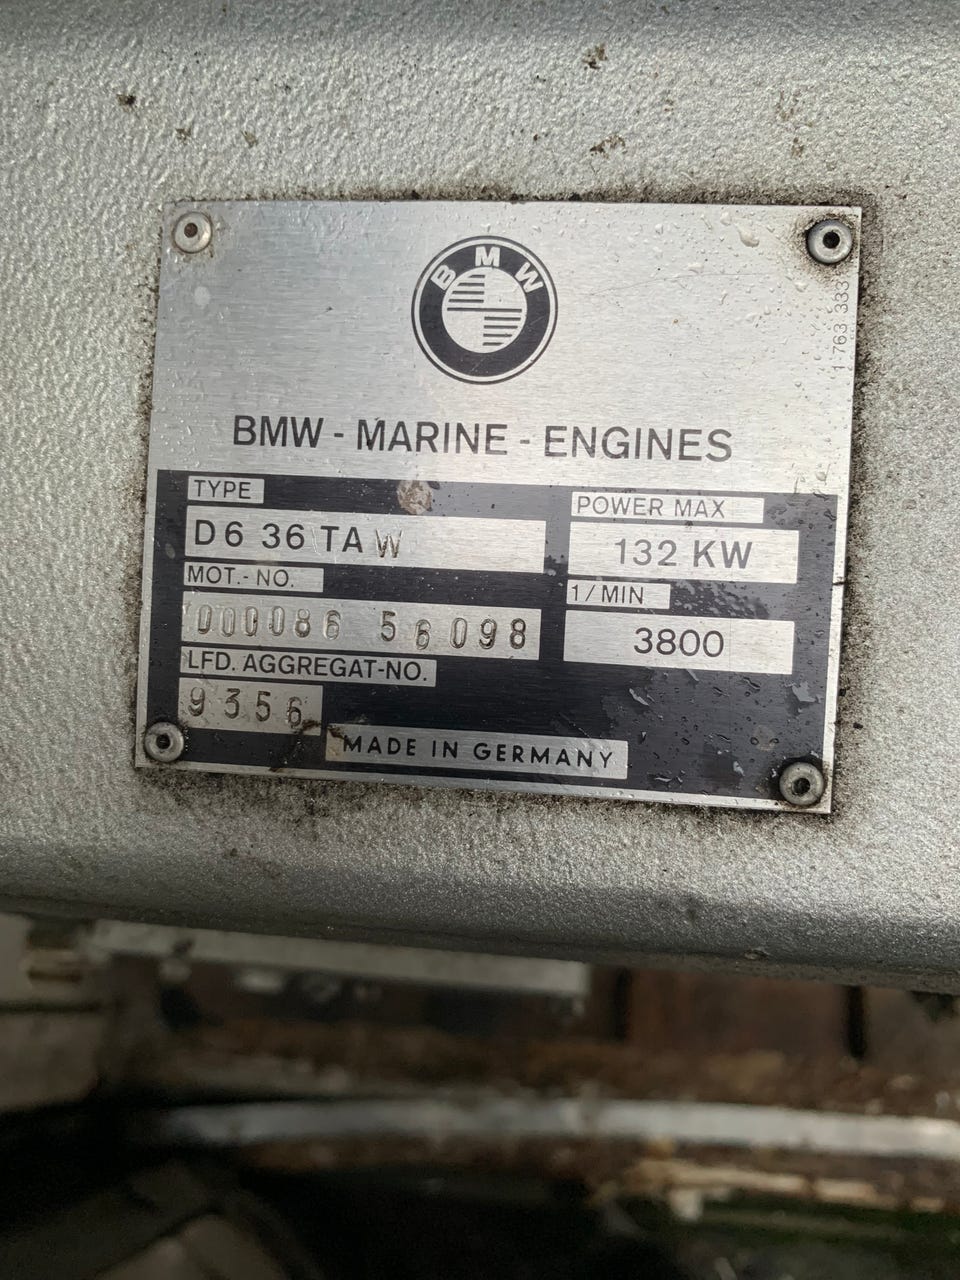 BMW
1 763 333
BMW - MARINE - ENGINES
TYPE
D6 36 TA W
POWER MAX
132 KW
MOT.- NO.
000086 56098
1/MIN
3800
LFD. AGGREGAT-NO.
9356
MADE IN GERMANY